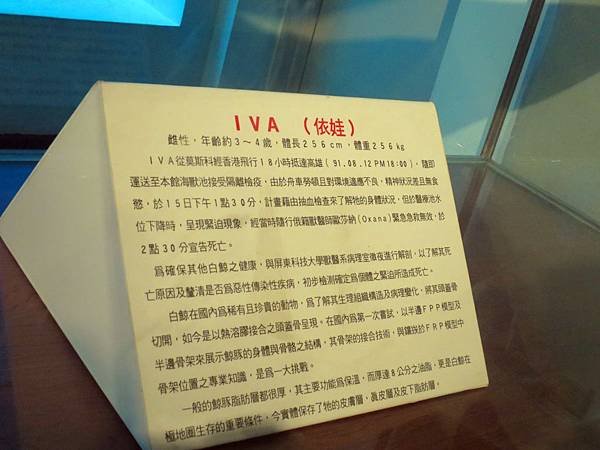 IVA （依娃）
雌性，年齡約3～4歲，體長256cm，體重256kg
IVA從莫斯科經香港飛行18小時抵達高雄（91.08.12PM18:00），隨即
運送至本館海獸池接受隔離檢疫，由於舟車勞頓且對環境適應不良，精神狀況差且無食
慾，於15日下午1點30分，計畫藉由抽血檢查來了解牠的身體狀況，但於醫療池水
位下降時，呈現緊迫現象，經當時隨行俄籍獸醫師歐莎納(Oxana)緊急急救無效，於
2點30分宣告死亡。
爲確保其他白鯨之健康，與屏東科技大學獸醫系病理室徹夜進行解剖，以了解其死
亡原因及釐清是否爲惡性傳染性疾病，初步檢測確定爲個體之緊迫所造成死亡。
白鯨在國內爲稀有且珍貴的動物，爲了解其生理組織構造及病理變化，將其頭蓋骨
切開，如今是以熱溶膠接合之頭蓋骨呈現。在國內爲第一次嘗試，以半邊FPP模型及
半邊骨架來展示鯨豚的身體與骨骼之結構，其骨架的接合技術，與鑲嵌於FRP模型中
骨架位置之專業知識，是爲一大挑戰。
一般的鯨豚脂肪層都很厚，其主要功能爲保溫，而厚達8公分之油脂，更是白鯨在
極地圈生存的重要條件，今實體保存了牠的皮膚層，眞皮層及皮下脂肪層，